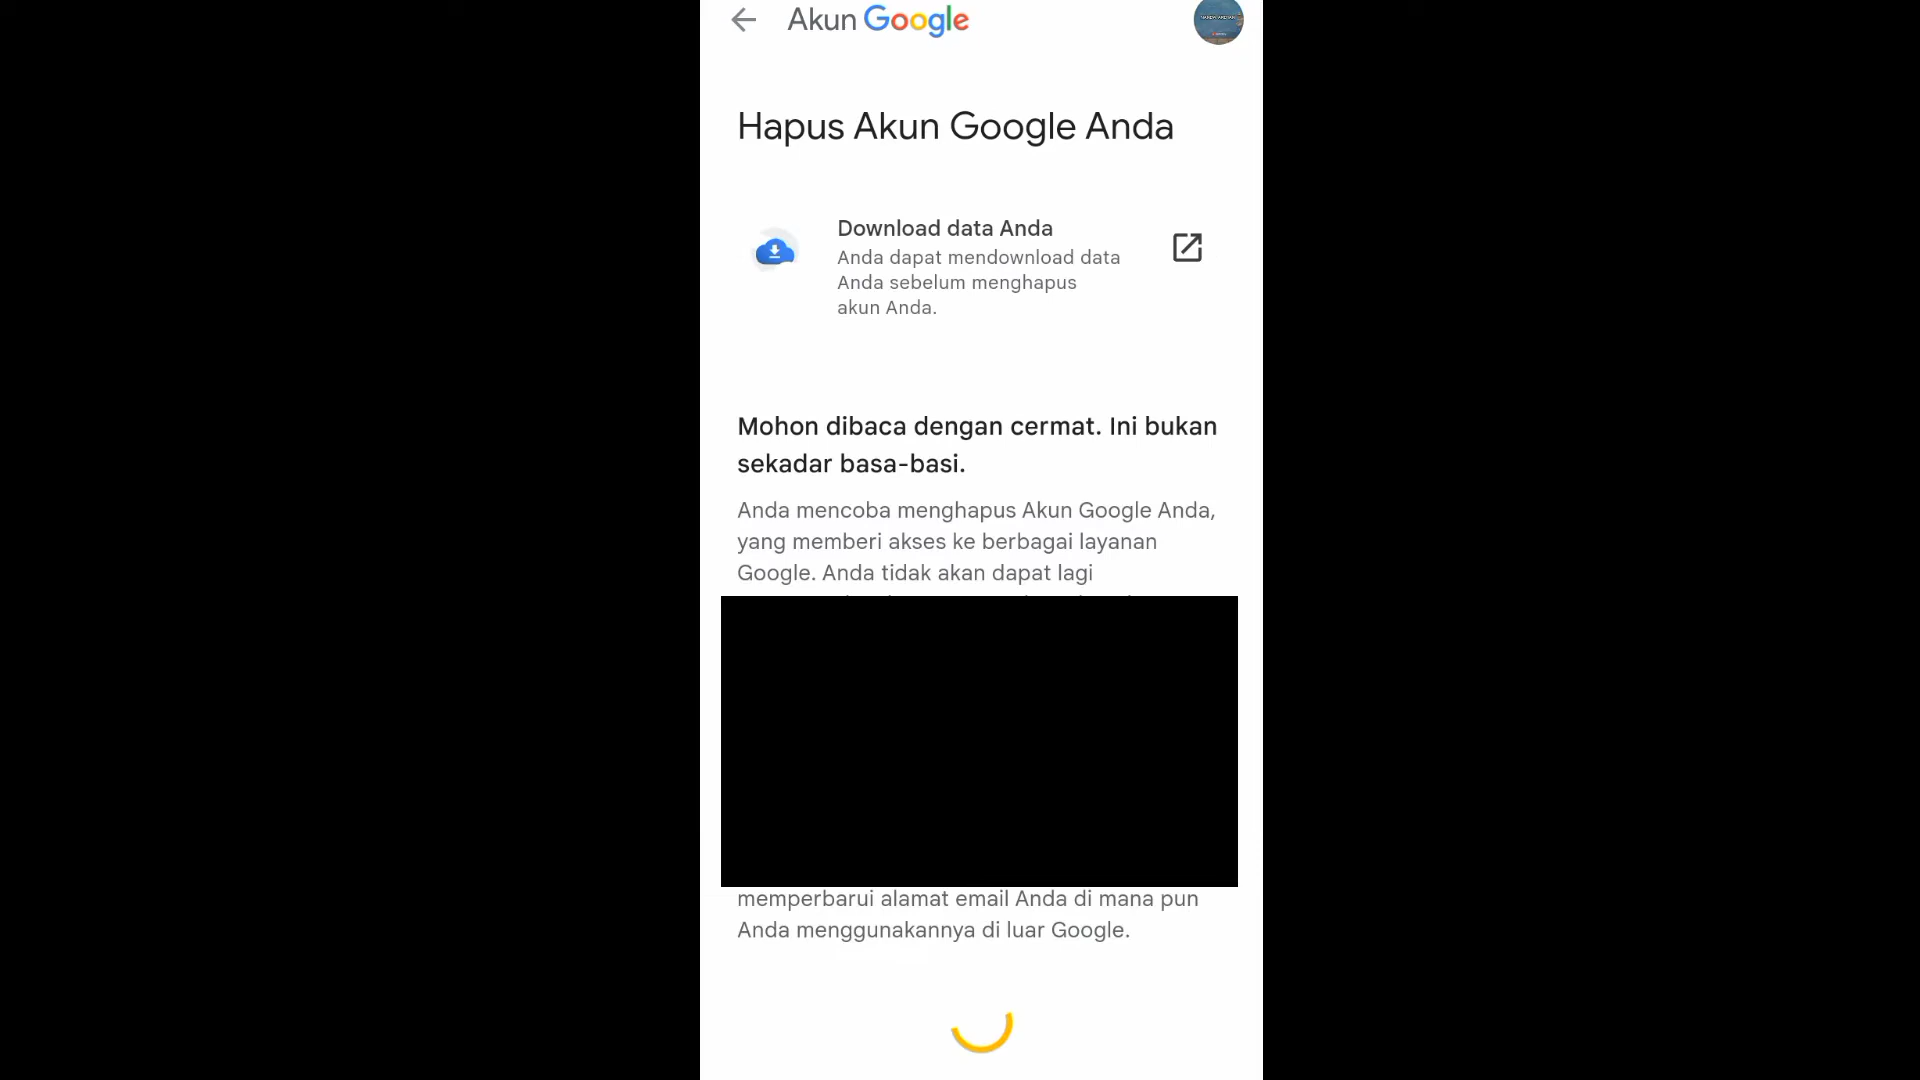 Akun Google
Hapus Akun Google Anda
Download data Anda
Anda dapat mendownload data
Anda sebelum menghapus
akun Anda.
Mohon dibaca dengan cermat. Ini bukan
sekadar basa-basi.
Anda mencoba menghapus Akun Google Anda,
yang memberi akses ke berbagai layanan
Google. Anda tidak akan dapat lagi
memperbarui alamat email Anda di mana pun
Anda menggunakannya di luar Google.